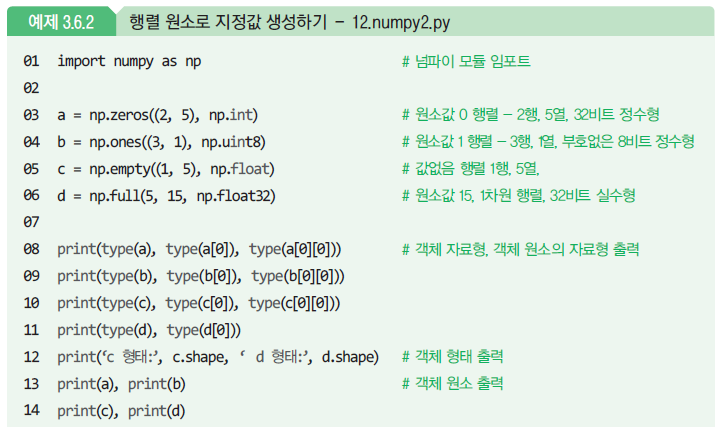 예제 3.6.2 행렬 원소로 지정값 생성하기 - 12.numpy2.py
01 import numpy as np # 넘파이 모듈 임포트
02
03 a = np.zeros((2, 5), np.int) # 원소값 0 행렬 - 2행, 5열, 32비트 정수형
04 b = np.ones((3, 1), np.uint8) # 원소값 1 행렬 - 3행, 1열, 부호없은 8비트 정수형
05 c = np.empty((1, 5), np.float) # 값없음 행렬 1행, 5열,
06 d = np.full(5, 15, np.float32) # 원소값 15, 1차원 행렬, 32비트 실수형
07
08 print(type(a), type(a[0]), type(a[0][0])) # 객체 자료형, 객체 원소의 자료형 출력
09 print(type(b), type(b[0]), type(b[0][0]))
10 print(type(c), type(c[0]), type(c[0][0]))
11 print(type(d), type(d[0]))
12 print(‘c 형태:’, c.shape, ‘ d 형태:’, d.shape) # 객체 형태 출력
13 print(a), print(b) # 객체 원소 출력
14 print(c), print(d)